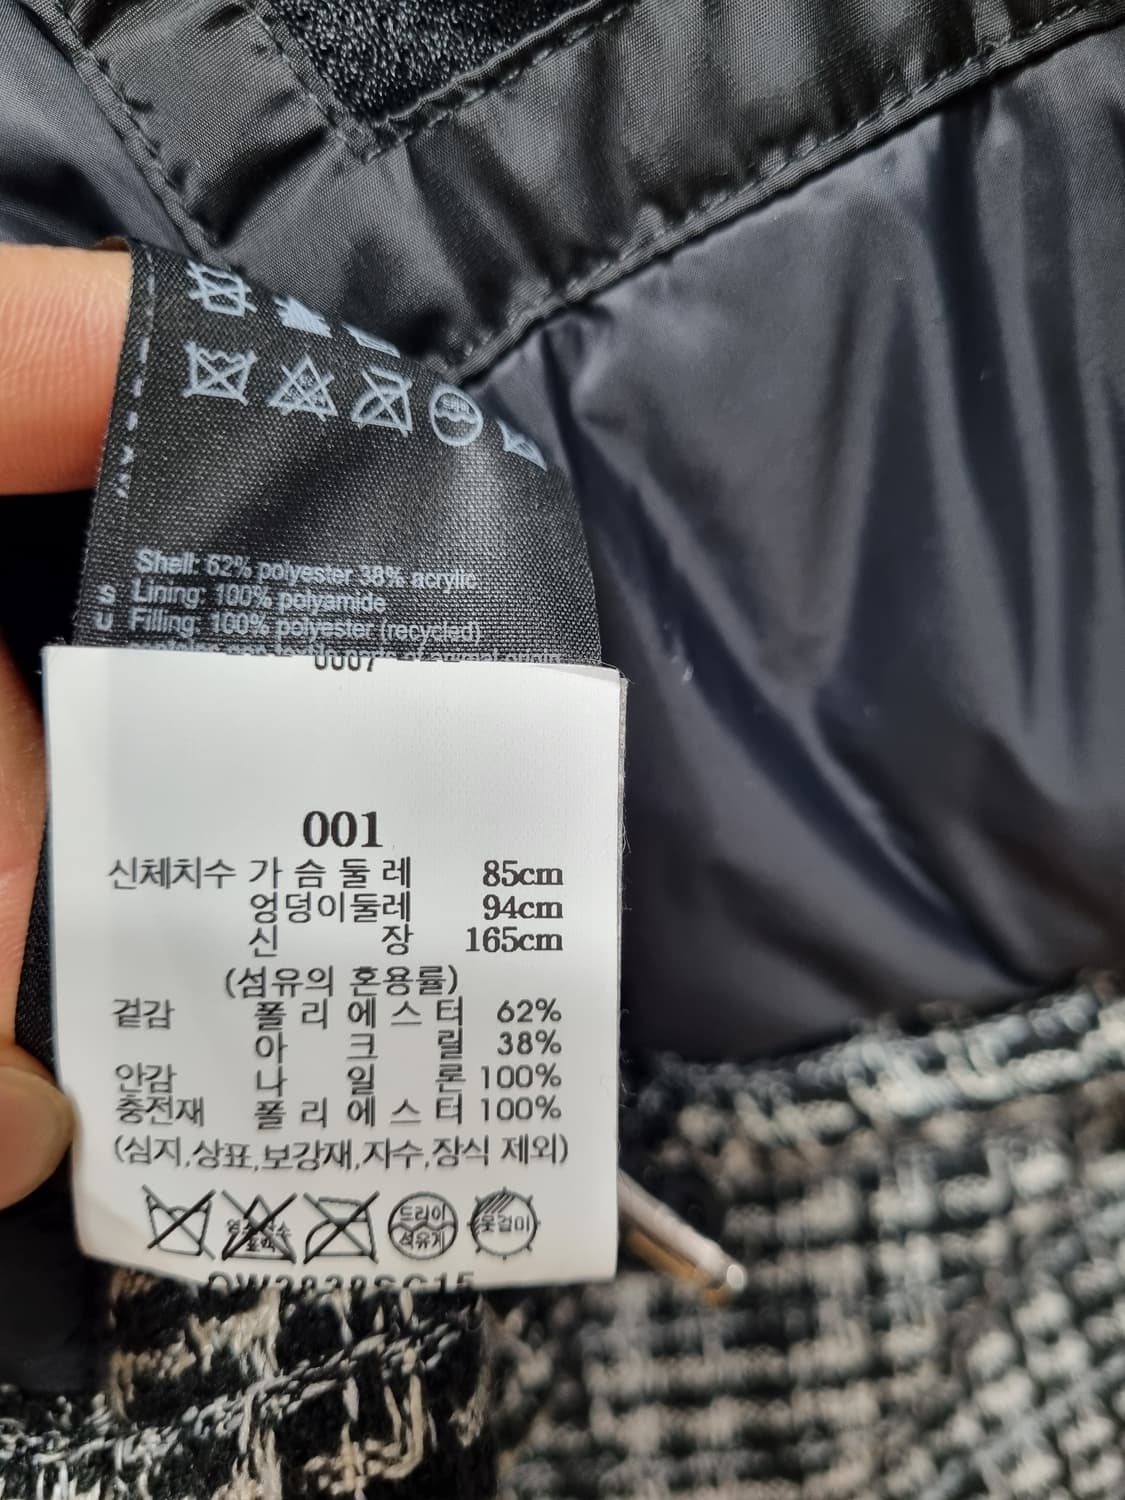 Shell: 62% polyester 38% acrylic
S Lining: 100% polyamide
U Filling: 100% polyester (recycled)
0007
001
신체치수 가슴둘레 85cm
엉덩이둘레 94cm
신장 165cm
(섬유의 혼용률)
겉감 폴리에스터 62%
아크릴 38%
안감 나일론 100%
충전재 폴리에스터 100%
(심지,상표,보강재,자수,장식 제외)
드라이 옷걸이
석유계